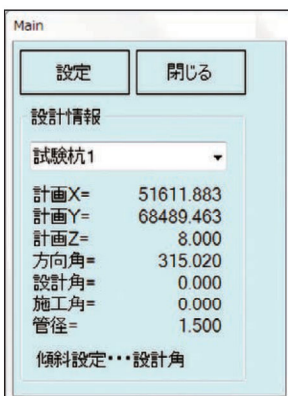 Main
設定 閉じる
設計情報
試験杭1
計画X= 51611.883
計画Y= 68489.463
計画Z= 8.000
方向角= 315.020
設計角= 0.000
施工角= 0.000
管径= 1.500
傾斜設定･･･設計角